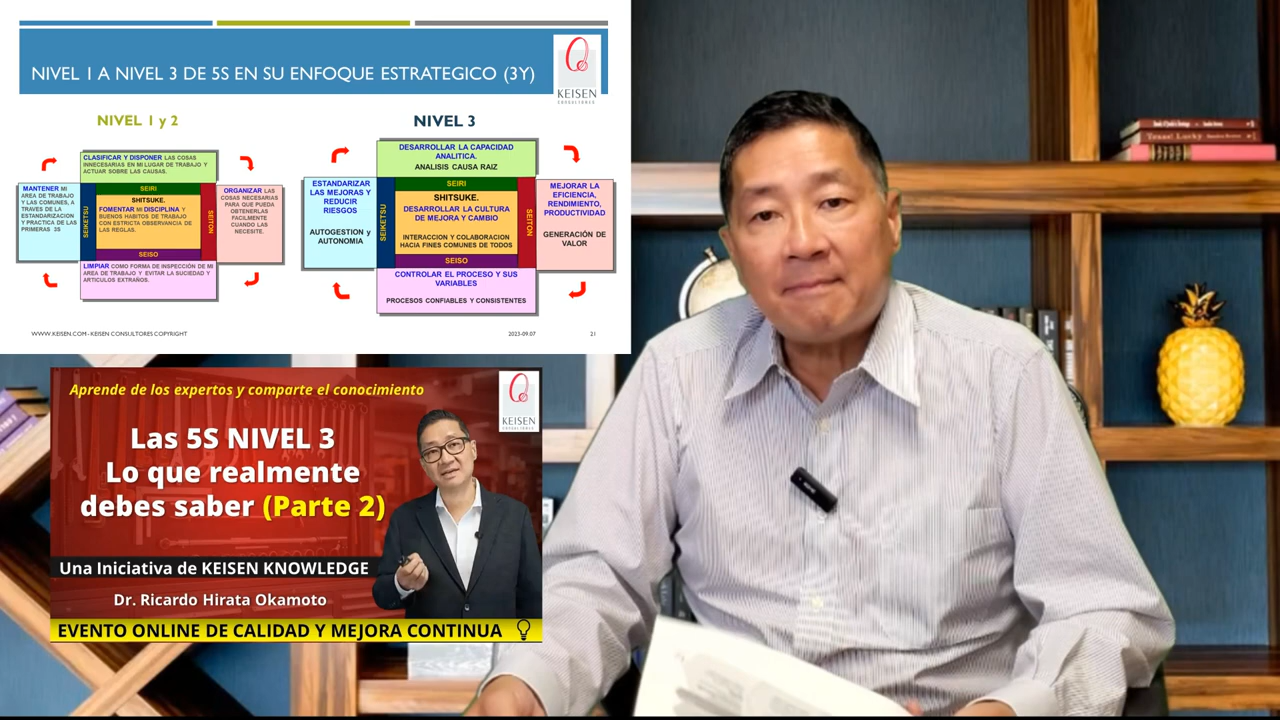 NIVEL 1 A NIVEL 3 DE 5S EN SU ENFOQUE ESTRATEGICO (3Y)
KEISEN
CONSULTORES
NIVEL 1 y 2
CLASIFICAR Y DISPONER LAS COSAS
INNECESARIAS EN MI LUGAR DE TRABAJO Y
ACTUAR SOBRE LAS CAUSAS.
MANTENER MI
AREA DE TRABAJO
Y LAS COMUNES, A
TRAVES DE LA
ESTANDARIZACION
Y PRACTICA DE LAS
PRIMERAS 3S
SEIKETSU
SEIRI
SHITSUKE.
FOMENTAR MI DISCIPLINA Y
BUENOS HABITOS DE TRABAJO
CON ESTRICTA OBSERVANCIA DE
LAS REGLAS.
SEISO
SEITON
ORGANIZAR LAS
COSAS NECESARIAS
PARA QUE PUEDA
OBTENERLAS
FACILMENTE
CUANDO LAS
NECESITE.
LIMPIAR COMO FORMA DE INSPECCIÓN DE MI
AREA DE TRABAJO Y EVITAR LA SUCIEDAD Y
ARTICULOS EXTRAÑOS.
NIVEL 3
DESARROLLAR LA CAPACIDAD
ANALITICA.
ANALISIS CAUSA RAIZ
ESTANDARIZAR
LAS MEJORAS Y
REDUCIR
RIESGOS
AUTOGESTION y
AUTONOMIA
SEIKETSU
SEIRI
SHITSUKE.
DESARROLLAR LA CULTURA
DE MEJORA Y CAMBIO
INTERACCION Y COLABORACION
HACIA FINES COMUNES DE TODOS
SEISO
SEITON
MEJORAR LA
EFICIENCIA,
RENDIMIENTO,
PRODUCTIVIDAD
GENERACIÓN DE
VALOR
CONTROLAR EL PROCESO Y SUS
VARIABLES
PROCESOS CONFIABLES Y CONSISTENTES
WWW.KEISEN.COM- KEISEN CONSULTORES COPYRIGHT
2023-09.07
21
Aprende de los expertos y comparte el conocimiento
KEISEN
CONSULTORES
Las 5S NIVEL 3
Lo que realmente
debes saber (Parte 2)
Una Iniciativa de KEISEN KNOWLEDGE
Dr. Ricardo Hirata Okamoto
EVENTO ONLINE DE CALIDAD Y MEJORA CONTINUA